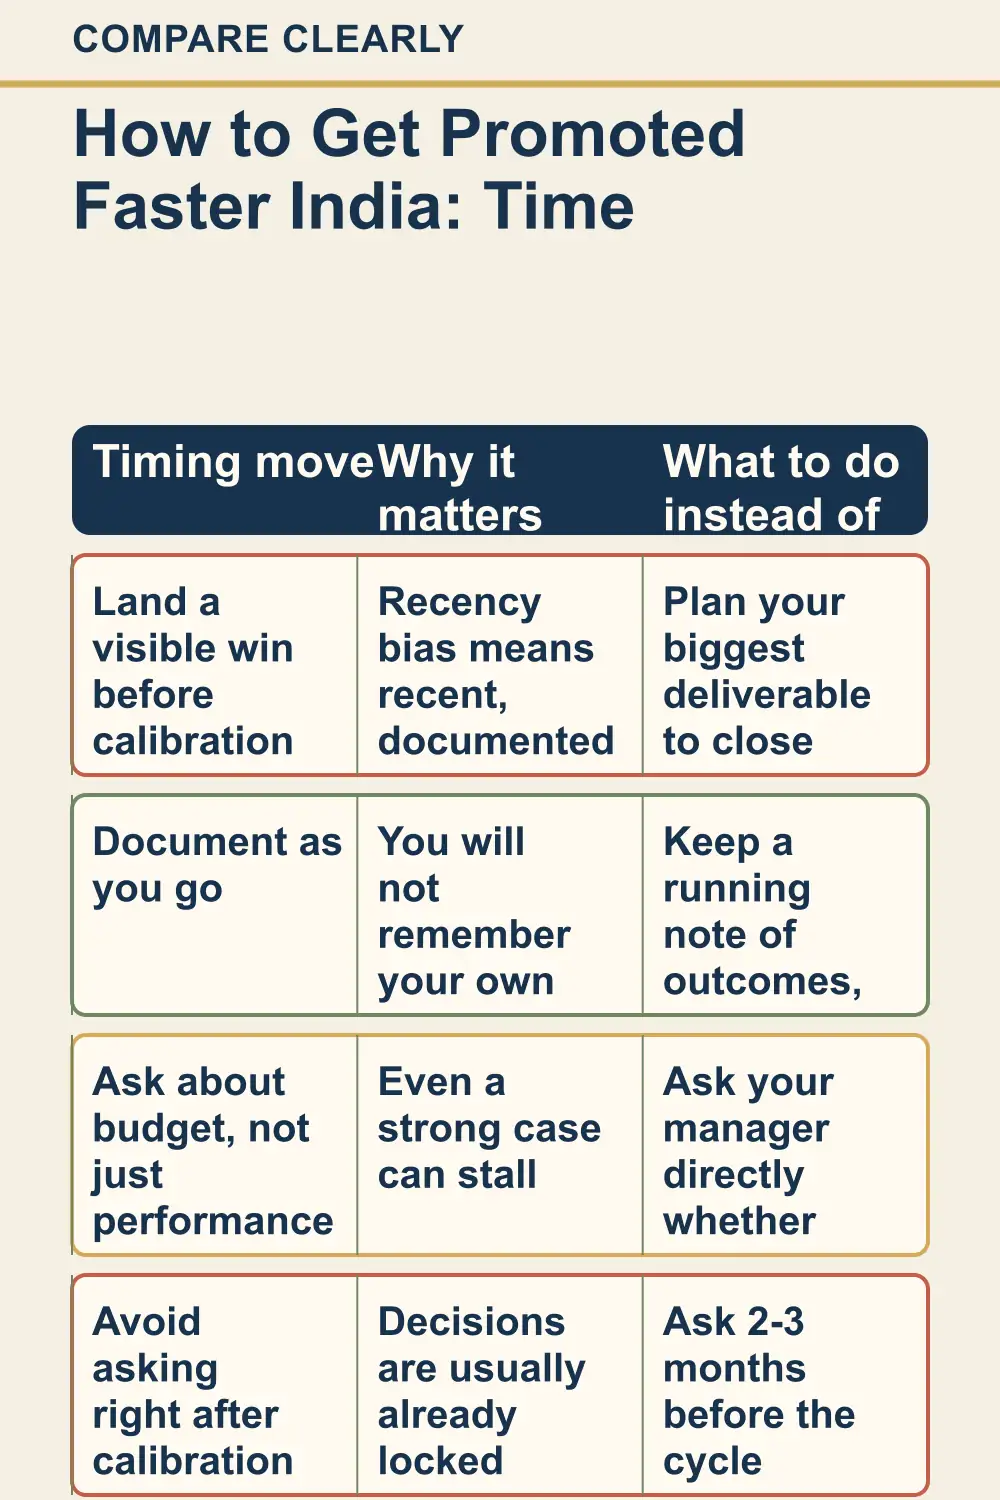 COMPARE CLEARLY
How to Get Promoted
Faster India: Time
Timing move
Why it
matters
What to do
instead of
Land a
visible win
before
calibration
Recency
bias means
recent,
documented
Plan your
biggest
deliverable
to close
Document as
you go
You will
not
remember
your own
Keep a
running
note of
outcomes,
Ask about
budget, not
just
performance
Even a
strong case
can stall
Ask your
manager
directly
whether
Avoid
asking
right after
calibration
Decisions
are usually
already
locked
Ask 2-3
months
before the
cycle